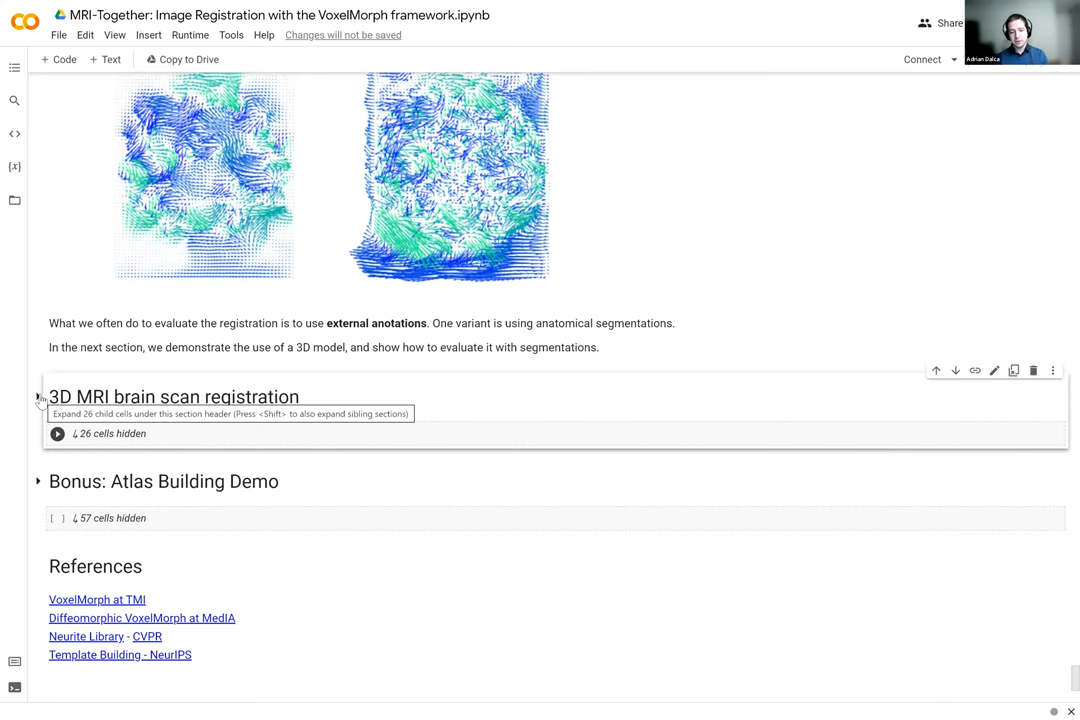 MRI-Together: Image Registration with the VoxelMorph framework.ipynb
File Edit View Insert Runtime Tools Help Changes will not be saved
Share
Adrian Dalca
+ Code + Text Copy to Drive
Connect
{x}
What we often do to evaluate the registration is to use external anotations. One variant is using anatomical segmentations.
In the next section, we demonstrate the use of a 3D model, and show how to evaluate it with segmentations.
3D MRI brain scan registration
Expand 26 child cells under this section header (Press <Shift> to also expand sibling sections)
↳ 26 cells hidden
Bonus: Atlas Building Demo
[ ] ↳ 57 cells hidden
References
VoxelMorph at TMI
Diffeomorphic VoxelMorph at MedIA
Neurite Library - CVPR
Template Building - NeurIPS